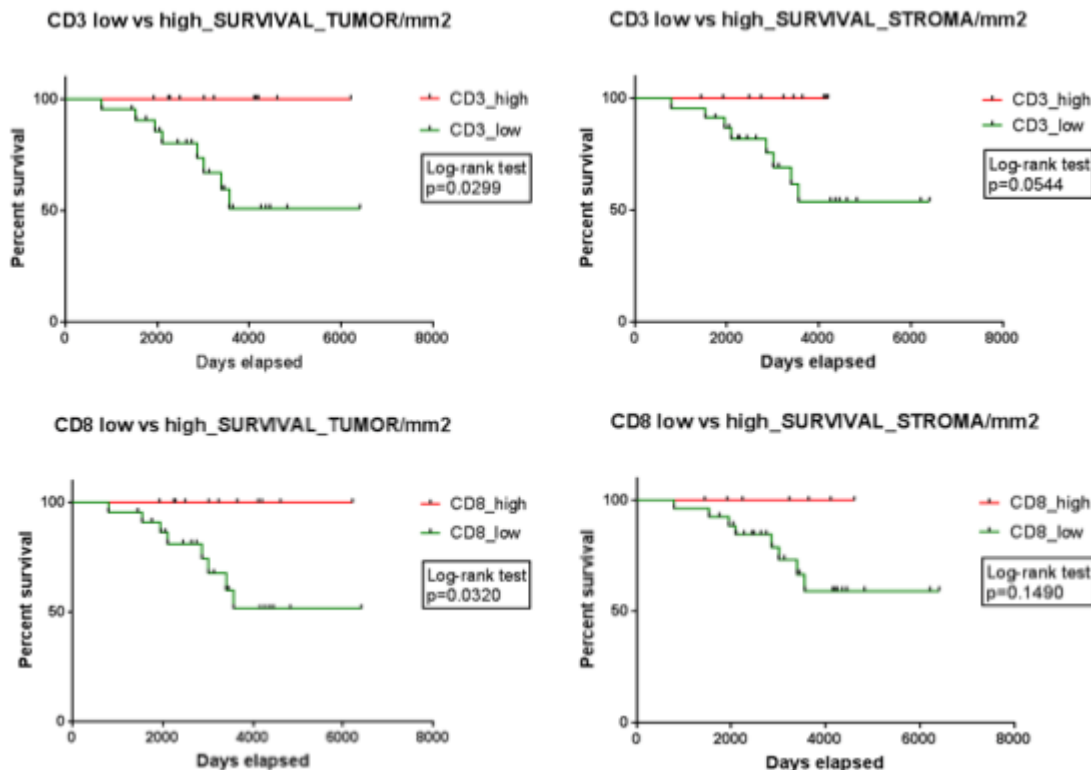 CD3 low vs high_SURVIVAL_TUMOR/mm2
100
50
0
Percent survival
0 2000 4000 6000 8000
Days elapsed
CD3_high
CD3_low
Log-rank test
p=0.0299
CD3 low vs high_SURVIVAL_STROMA/mm2
100
50
0
Percent survival
0 2000 4000 6000 8000
Days elapsed
CD3_high
CD3_low
Log-rank test
p=0.0544
CD8 low vs high_SURVIVAL_TUMOR/mm2
100
50
0
Percent survival
0 2000 4000 6000 8000
Days elapsed
CD8_high
CD8_low
Log-rank test
p=0.0320
CD8 low vs high_SURVIVAL_STROMA/mm2
100
50
0
Percent survival
0 2000 4000 6000 8000
Days elapsed
CD8_high
CD8_low
Log-rank test
p=0.1490